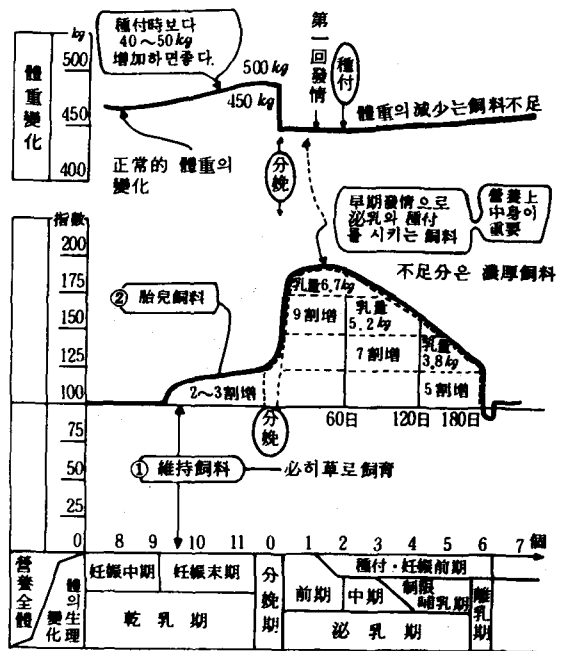 kg
500
450
400
體重變化
種付時보다
40～50kg
增加하면좋다.
500kg
450kg
第一回發情
種付
體重의減少는飼料不足
正常的 體重의
變化
分娩
早期發情으로
泌乳와 種付
를 시키는 飼料
營養上
中身이
重要
不足分은 濃厚飼料
指數
200
175
150
125
100
75
50
25
0
② 胎兒飼料
乳量6.7kg
9割增
乳量
5.2kg
7割增
乳量
3.8kg
5割增
2～3割增
分娩
60日 120日 180日
① 維持飼料
必히草로飼育
8 9 10 11 0 1 2 3 4 5 6 7 個
營養全體
體의生理變化
妊娠中期 妊娠末期
乾乳期
分娩期
種付·妊娠前期
前期 中期
制限
哺乳期
泌乳期
離乳期